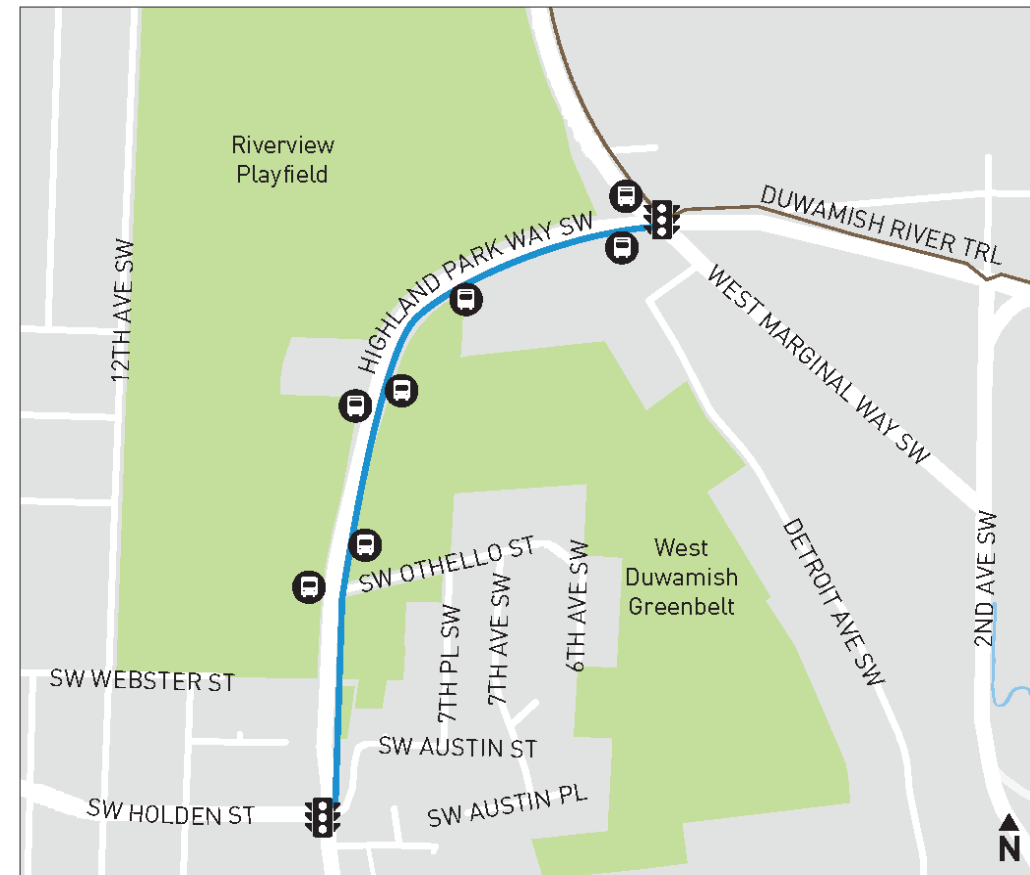 Riverview
Playfield
DUWAMISH RIVER TRL
HIGHLAND PARK WAY SW
12TH AVE SW
WEST MARGINAL WAY SW
DETROIT AVE SW
2ND AVE SW
SW OTHELLO ST
West
Duwamish
Greenbelt
6TH AVE SW
7TH AVE SW
7TH PL SW
SW WEBSTER ST
SW AUSTIN ST
SW HOLDEN ST
SW AUSTIN PL
N